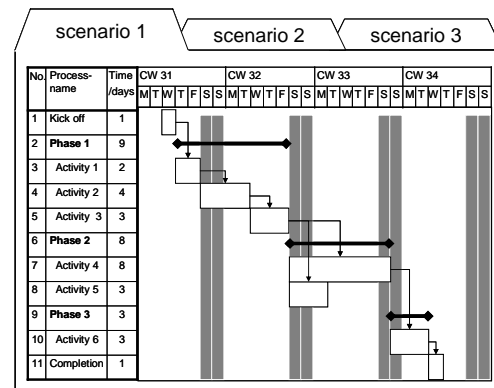 scenario 1 scenario 2 scenario 3
No. Process-name Time /days CW 31 CW 32 CW 33 CW 34
M T W T F S S M T W T F S S M T W T F S S M T W T F S S
1 Kick off 1
2 Phase 1 9
3 Activity 1 2
4 Activity 2 4
5 Activity 3 3
6 Phase 2 8
7 Activity 4 8
8 Activity 5 3
9 Phase 3 3
10 Activity 6 3
11 Completion 1